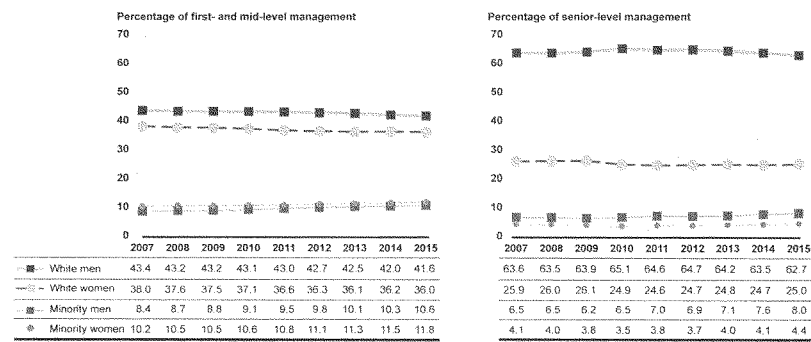 Percentage of first- and mid-level management
70
60
50
40
30
20
10
0
2007 2008 2009 2010 2011 2012 2013 2014 2015
White men 43.4 43.2 43.2 43.1 43.0 42.7 42.5 42.0 41.6
White women 38.0 37.6 37.5 37.1 36.6 36.3 36.1 36.2 36.0
Minority men 8.4 8.7 8.8 9.1 9.5 9.8 10.1 10.3 10.6
Minority women 10.2 10.5 10.5 10.6 10.8 11.1 11.3 11.5 11.8
Percentage of senior-level management
70
60
50
40
30
20
10
0
2007 2008 2009 2010 2011 2012 2013 2014 2015
63.6 63.5 63.9 65.1 64.6 64.7 64.2 63.5 62.7
25.9 26.0 26.1 24.9 24.6 24.7 24.8 24.7 25.0
6.5 6.5 6.2 6.5 7.0 6.9 7.1 7.6 8.0
4.1 4.0 3.8 3.5 3.8 3.7 4.0 4.1 4.4